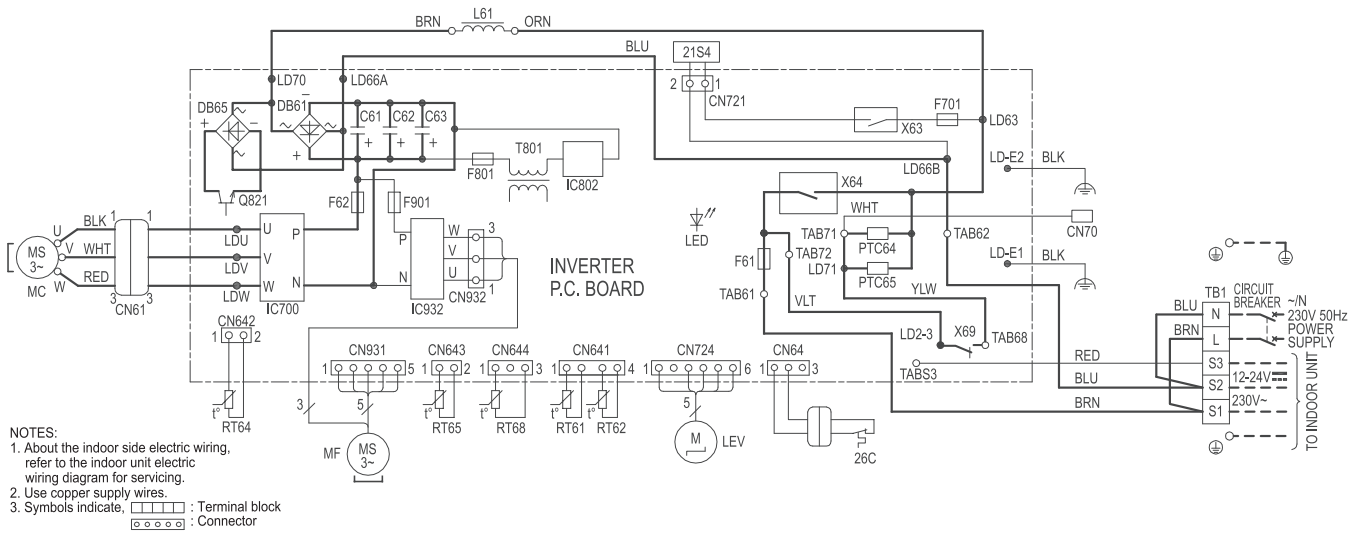 BRN L61 ORN
BLU
21S4
2 1
CN721
LD70
LD66A
DB65
DB61
~
~
~
~
+
−
−
+
C61
C62
C63
+
+
+
F701
X63
LD63
T801
F801
IC802
LD66B
LD-E2
BLK
Q821
F62
F901
X64
WHT
CN70
LED
TAB71
TAB72
LD71
PTC64
PTC65
TAB62
LD-E1
BLK
U
V
W
BLK
WHT
RED
MS
3~
MC
1
1
3
3
CN61
LDU
LDV
LDW
U
V
W
P
N
IC700
P
N
W
V
U
3
1
CN932
IC932
INVERTER
P.C. BOARD
F61
TAB61
VLT
YLW
LD2-3
X69
TAB68
TABS3
TB1
CIRCUIT
BREAKER
~/N
230V 50Hz
POWER
SUPPLY
BLU
BRN
N
L
S3
S2
S1
RED
BLU
BRN
12-24V
230V~
TO INDOOR UNIT
CN642
1 2
CN931
1 5
CN643
1 2
CN644
1 3
CN641
1 4
CN724
1 6
CN64
1 3
t°
RT64
3
5
MF
MS
3~
t°
RT65
t°
RT68
t°
RT61
t°
RT62
5
M
LEV
26C
NOTES:
1. About the indoor side electric wiring,
refer to the indoor unit electric
wiring diagram for servicing.
2. Use copper supply wires.
3. Symbols indicate, : Terminal block
: Connector